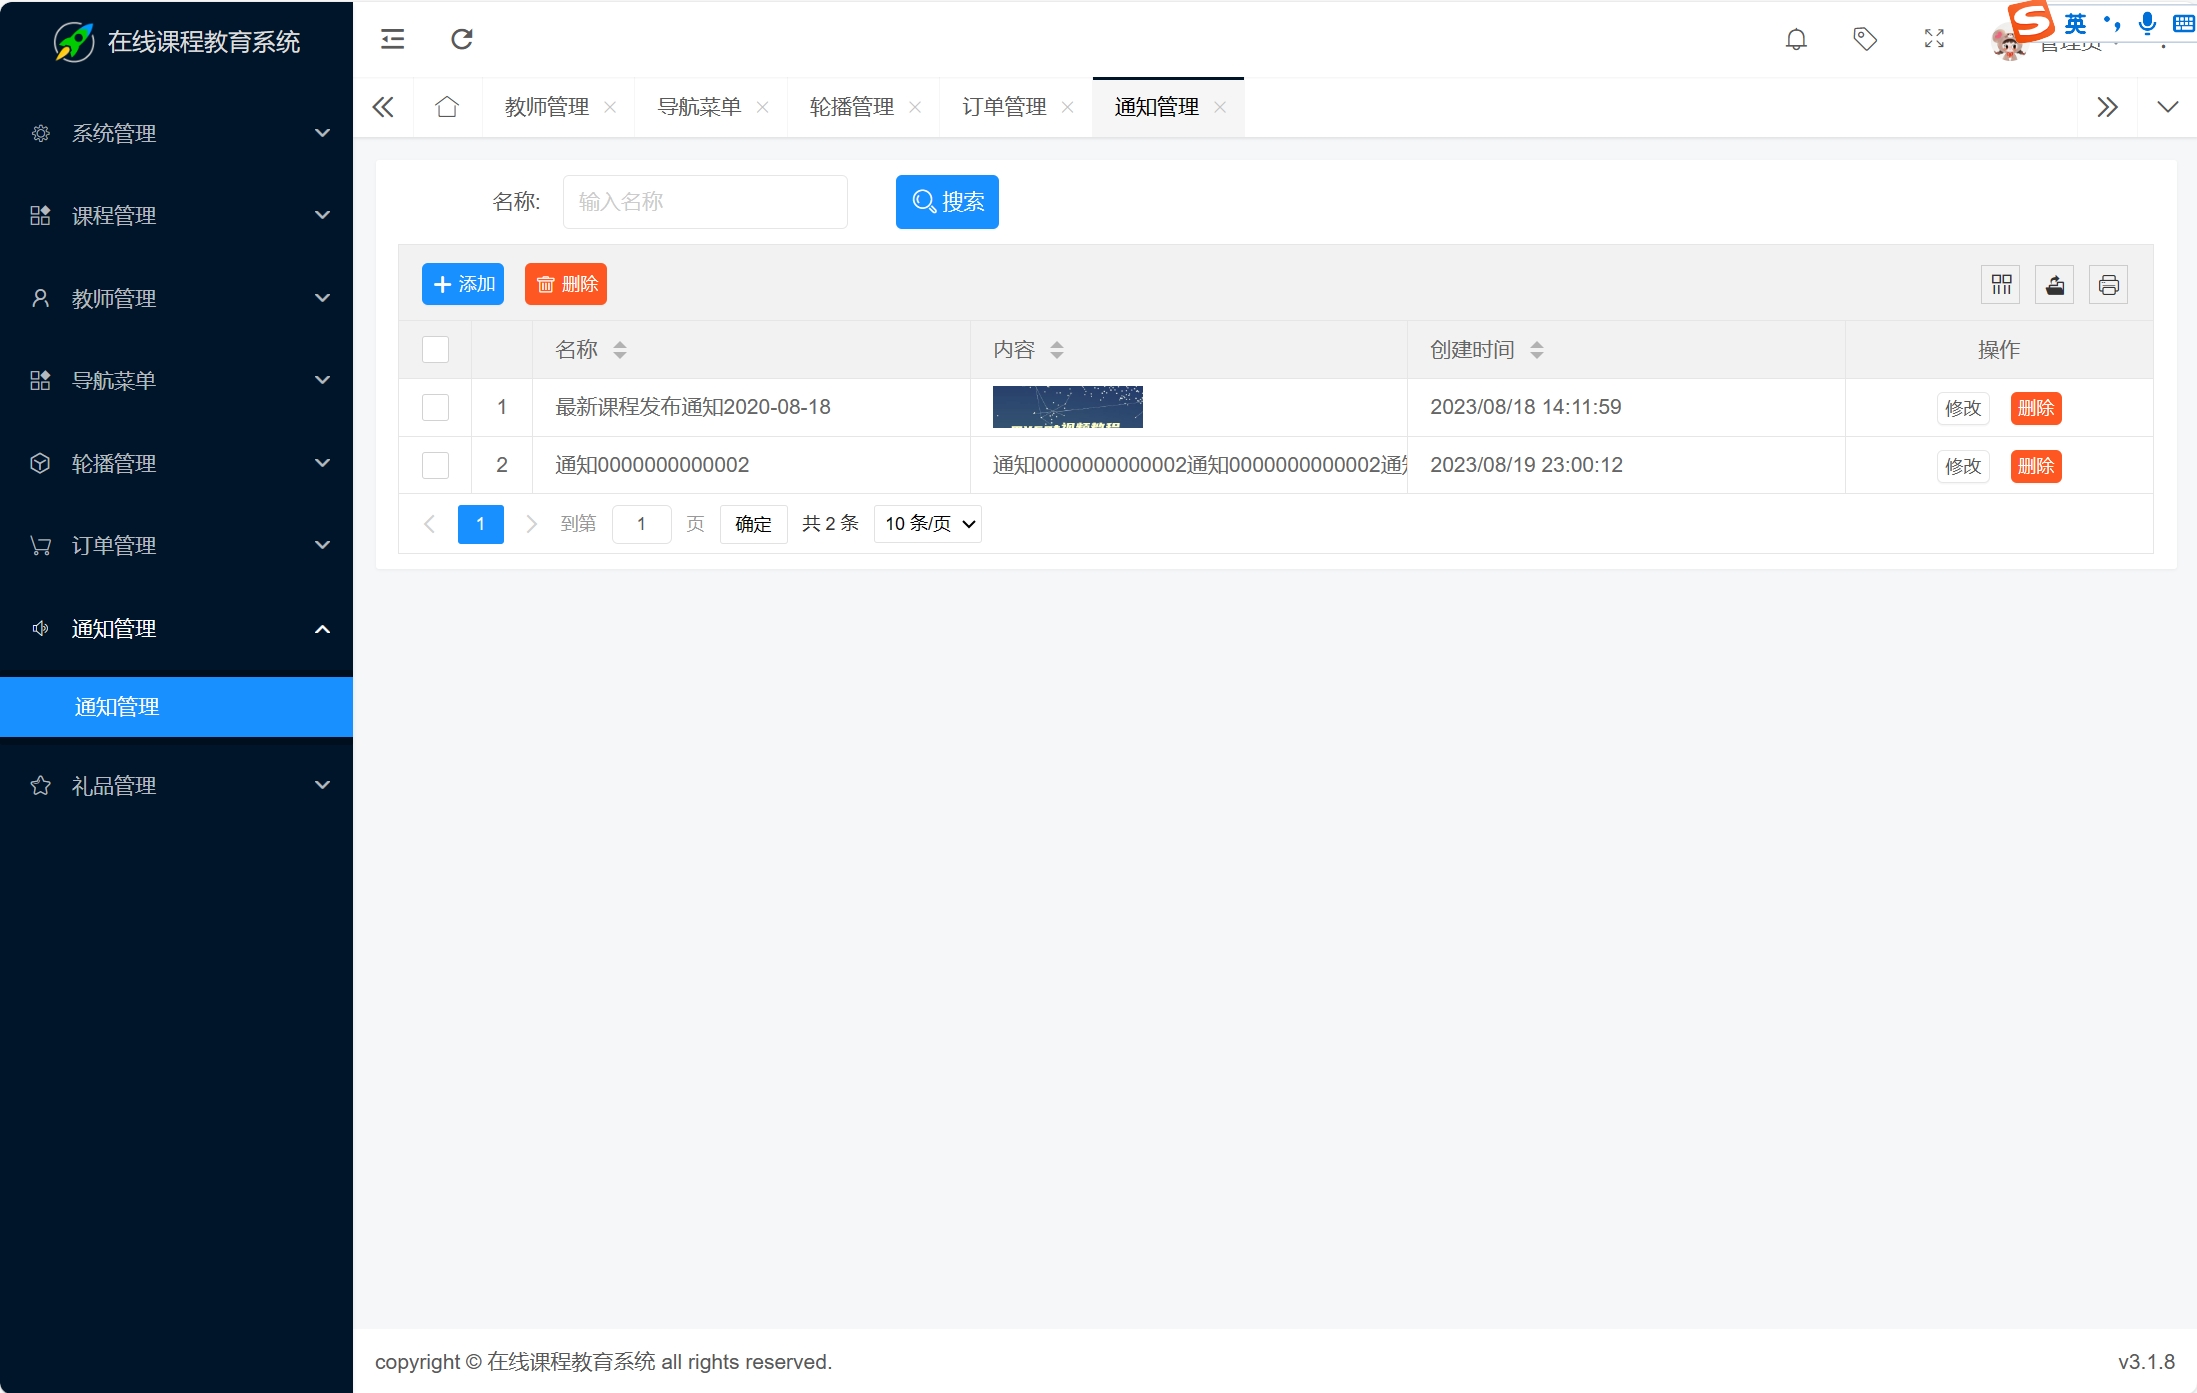 在线课程教育系统
英
系统管理
课程管理
教师管理
导航菜单
轮播管理
订单管理
通知管理
通知管理
礼品管理
教师管理
导航菜单
轮播管理
订单管理
通知管理
名称:
输入名称
搜索
添加
删除
名称
内容
创建时间
操作
1
最新课程发布通知2020-08-18
2023/08/18 14:11:59
修改
删除
2
通知0000000000002
通知0000000000002通知0000000000002通知
2023/08/19 23:00:12
修改
删除
1
到第
1
页
确定
共 2 条
10 条/页
copyright © 在线课程教育系统 all rights reserved.
v3.1.8